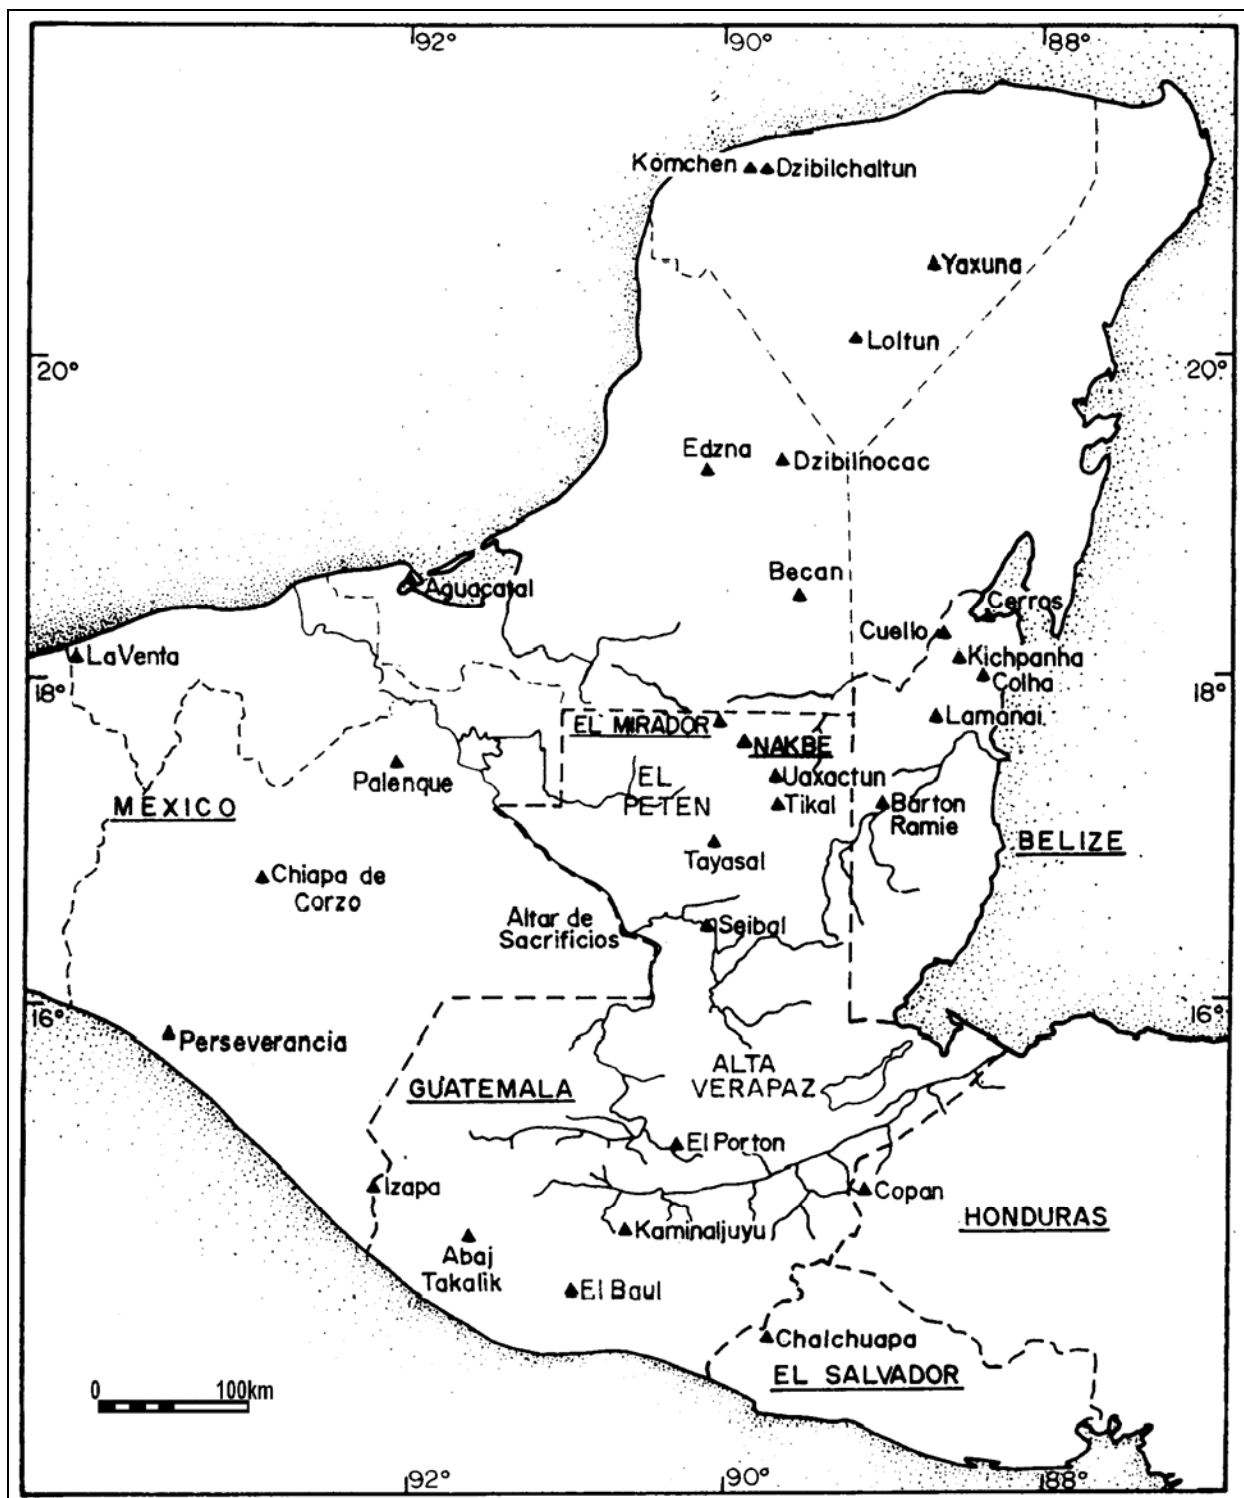 92°
90°
88°
Komchen
Dzibilchaltun
Yaxuna
Loltun
20°
20°
Edzna
Dzibilnocac
Becan
Aguacatal
Cerros
Cuello
Kichpanha
Colha
La Venta
18°
18°
Lamanai
EL MIRADOR
NAKBE
Uaxactun
Palenque
EL
PETEN
Tikal
Barton
Ramie
MEXICO
BELIZE
Tayasal
Chiapa de
Corzo
Altar de
Sacrificios
Seibal
16°
16°
Perseverancia
ALTA
VERAPAZ
GUATEMALA
El Porton
Izapa
Copan
HONDURAS
Kaminaljuyu
Abaj
Takalik
El Baul
Chalchuapa
EL SALVADOR
0
100km
92°
90°
88°